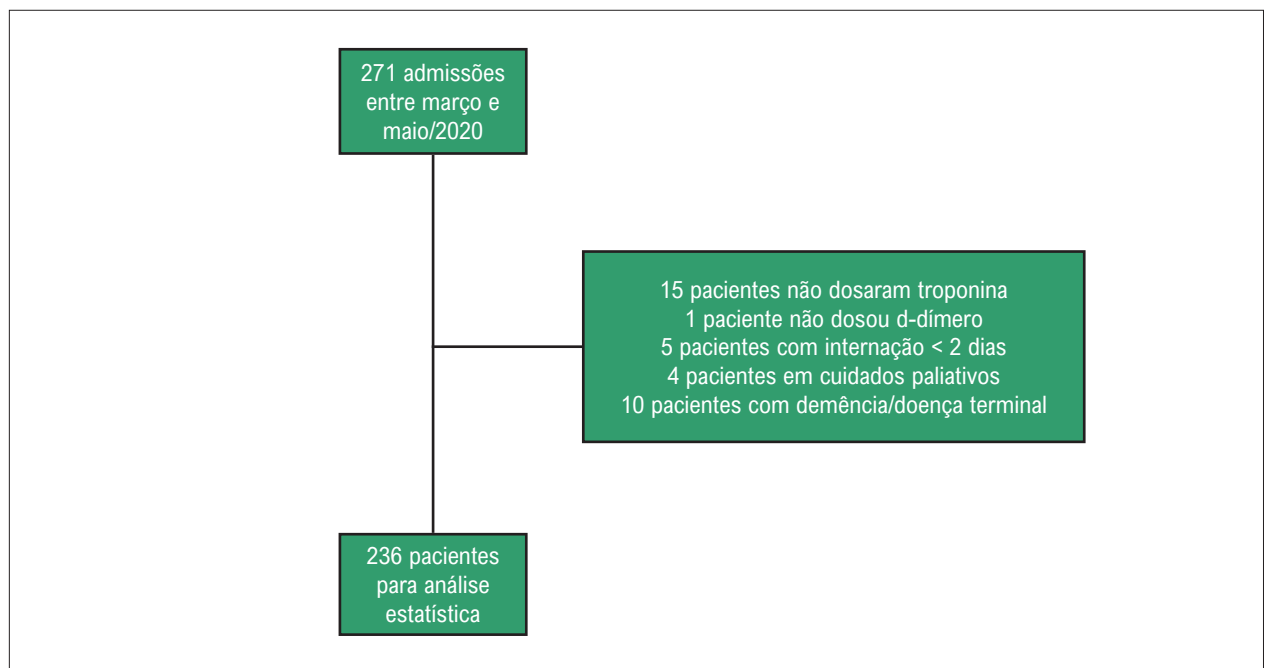 271 admissões
entre março e
maio/2020
15 pacientes não dosaram troponina
1 paciente não dosou d-dímero
5 pacientes com internação < 2 dias
4 pacientes em cuidados paliativos
10 pacientes com demência/doença terminal
236 pacientes
para análise
estatística